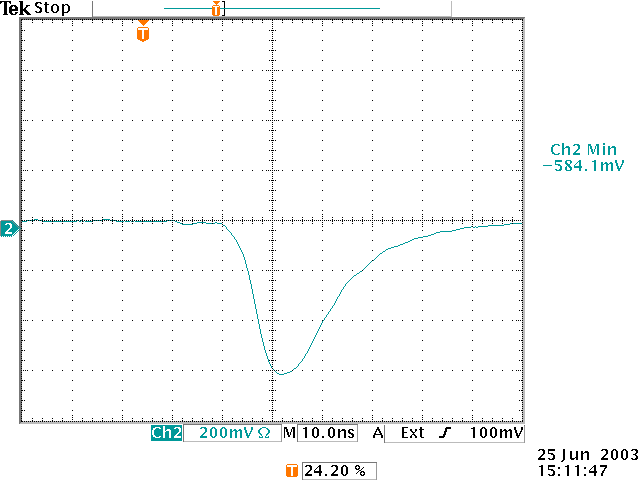 Tek Stop
T
T
Ch2 Min
−584.1mV
2
Ch2 200mV Ω M 10.0ns A Ext 100mV
T 24.20 %
25 Jun 2003
15:11:47